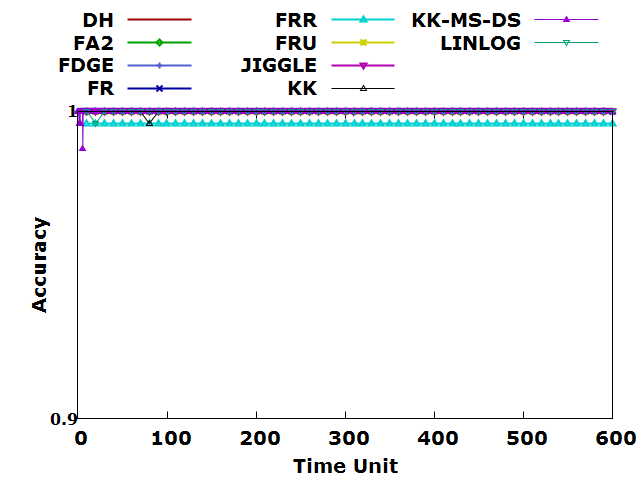 DH FRR KK-MS-DS
FA2 FRU LINLOG
FDGE JIGGLE
FR KK
1
Accuracy
0.9
0 100 200 300 400 500 600
Time Unit